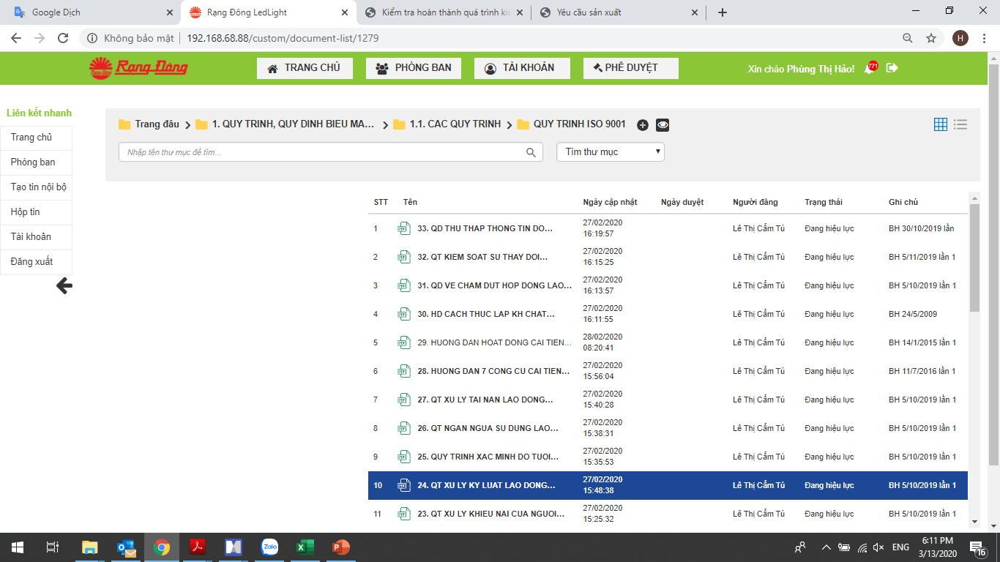 Google Dịch
Rạng Đông LedLight
Kiểm tra hoàn thành quá trình kiể
Yêu cầu sản xuất
Không bảo mật
192.168.68.88/custom/document-list/1279
H
Rạng Đông
TRANG CHỦ
PHÒNG BAN
TÀI KHOẢN
PHÊ DUYỆT
Xin chào Phùng Thị Hảo!
771
Liên kết nhanh
Trang chủ
Phòng ban
Tạo tin nội bộ
Hộp tin
Tài khoản
Đăng xuất
Trang đầu
1. QUY TRINH, QUY DINH BIEU MA...
1.1. CAC QUY TRINH
QUY TRINH ISO 9001
Nhập tên thư mục để tìm...
Tìm thư mục
STT Tên Ngày cập nhật Ngày duyệt Người đăng Trạng thái Ghi chú
1 33. QD THU THAP THONG TIN DO... 27/02/2020 16:19:57 Lê Thị Cẩm Tú Đang hiệu lực BH 30/10/2019 lần
2 32. QT KIEM SOAT SU THAY DOI... 27/02/2020 16:15:25 Lê Thị Cẩm Tú Đang hiệu lực BH 5/11/2019 lần 1
3 31. QD VE CHAM DUT HOP DONG LAO... 27/02/2020 16:13:57 Lê Thị Cẩm Tú Đang hiệu lực BH 5/10/2019 lần 1
4 30. HD CACH THUC LAP KH CHAT... 27/02/2020 16:11:55 Lê Thị Cẩm Tú Đang hiệu lực BH 24/5/2009
5 29. HUONG DAN HOAT DONG CAI TIEN... 28/02/2020 08:20:41 Lê Thị Cẩm Tú Đang hiệu lực BH 14/1/2015 lần 1
6 28. HUONG DAN 7 CONG CU CAI TIEN... 27/02/2020 15:56:04 Lê Thị Cẩm Tú Đang hiệu lực BH 11/7/2016 lần 1
7 27. QT XU LY TAI NAN LAO DONG... 27/02/2020 15:40:28 Lê Thị Cẩm Tú Đang hiệu lực BH 5/10/2019 lần 1
8 26. QT NGAN NGUA SU DUNG LAO... 27/02/2020 15:38:31 Lê Thị Cẩm Tú Đang hiệu lực BH 5/10/2019 lần 1
9 25. QUY TRINH XAC MINH DO TUOI... 27/02/2020 15:35:53 Lê Thị Cẩm Tú Đang hiệu lực BH 5/10/2019 lần 1
10 24. QT XU LY KY LUAT LAO DONG... 27/02/2020 15:48:38 Lê Thị Cẩm Tú Đang hiệu lực BH 5/10/2019 lần 1
11 23. QT XU LY KHIEU NAI CUA NGUOI... 27/02/2020 15:25:32 Lê Thị Cẩm Tú Đang hiệu lực BH 5/10/2019 lần 1
Zalo
ENG
6:11 PM
3/13/2020
16